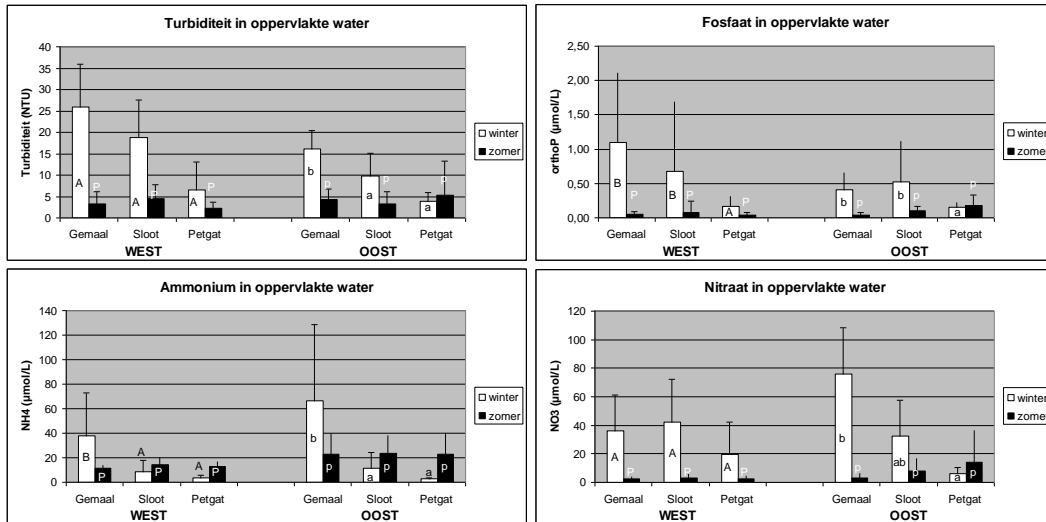 Turbiditeit in oppervlakte water
Turbiditeit (NTU)
40
35
30
25
20
15
10
5
0
A P A P A P b p a p a p
Gemaal Sloot Petgat Gemaal Sloot Petgat
WEST OOST
winter
zomer
Fosfaat in oppervlakte water
orthoP (µmol/L)
2,50
2,00
1,50
1,00
0,50
0,00
B P B P A P b p b p a p
Gemaal Sloot Petgat Gemaal Sloot Petgat
WEST OOST
winter
zomer
Ammonium in oppervlakte water
NH4 (µmol/L)
140
120
100
80
60
40
20
0
B P A P A P b p a p a p
Gemaal Sloot Petgat Gemaal Sloot Petgat
WEST OOST
winter
zomer
Nitraat in oppervlakte water
NO3 (µmol/L)
120
100
80
60
40
20
0
A P A P A P b p ab p a p
Gemaal Sloot Petgat Gemaal Sloot Petgat
WEST OOST
winter
zomer